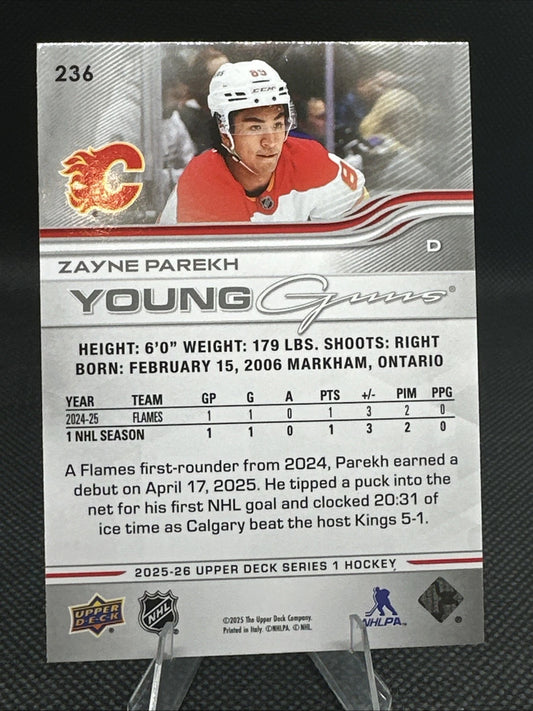 236
89
CCM
ZAYNE PAREKH
D
YOUNG Guns®
HEIGHT: 6'0" WEIGHT: 179 LBS. SHOOTS: RIGHT
BORN: FEBRUARY 15, 2006 MARKHAM, ONTARIO
YEAR TEAM GP G A PTS +/- PIM PPG
2024-25 FLAMES 1 1 0 1 3 2 0
1 NHL SEASON 1 1 0 1 3 2 0
A Flames first-rounder from 2024, Parekh earned a
debut on April 17, 2025. He tipped a puck into the
net for his first NHL goal and clocked 20:31 of
ice time as Calgary beat the host Kings 5-1.
2025-26 UPPER DECK SERIES 1 HOCKEY
UPPER DECK
NHL
©2025 The Upper Deck Company.
Printed in Italy. ©NHLPA. © NHL.
NHLPA